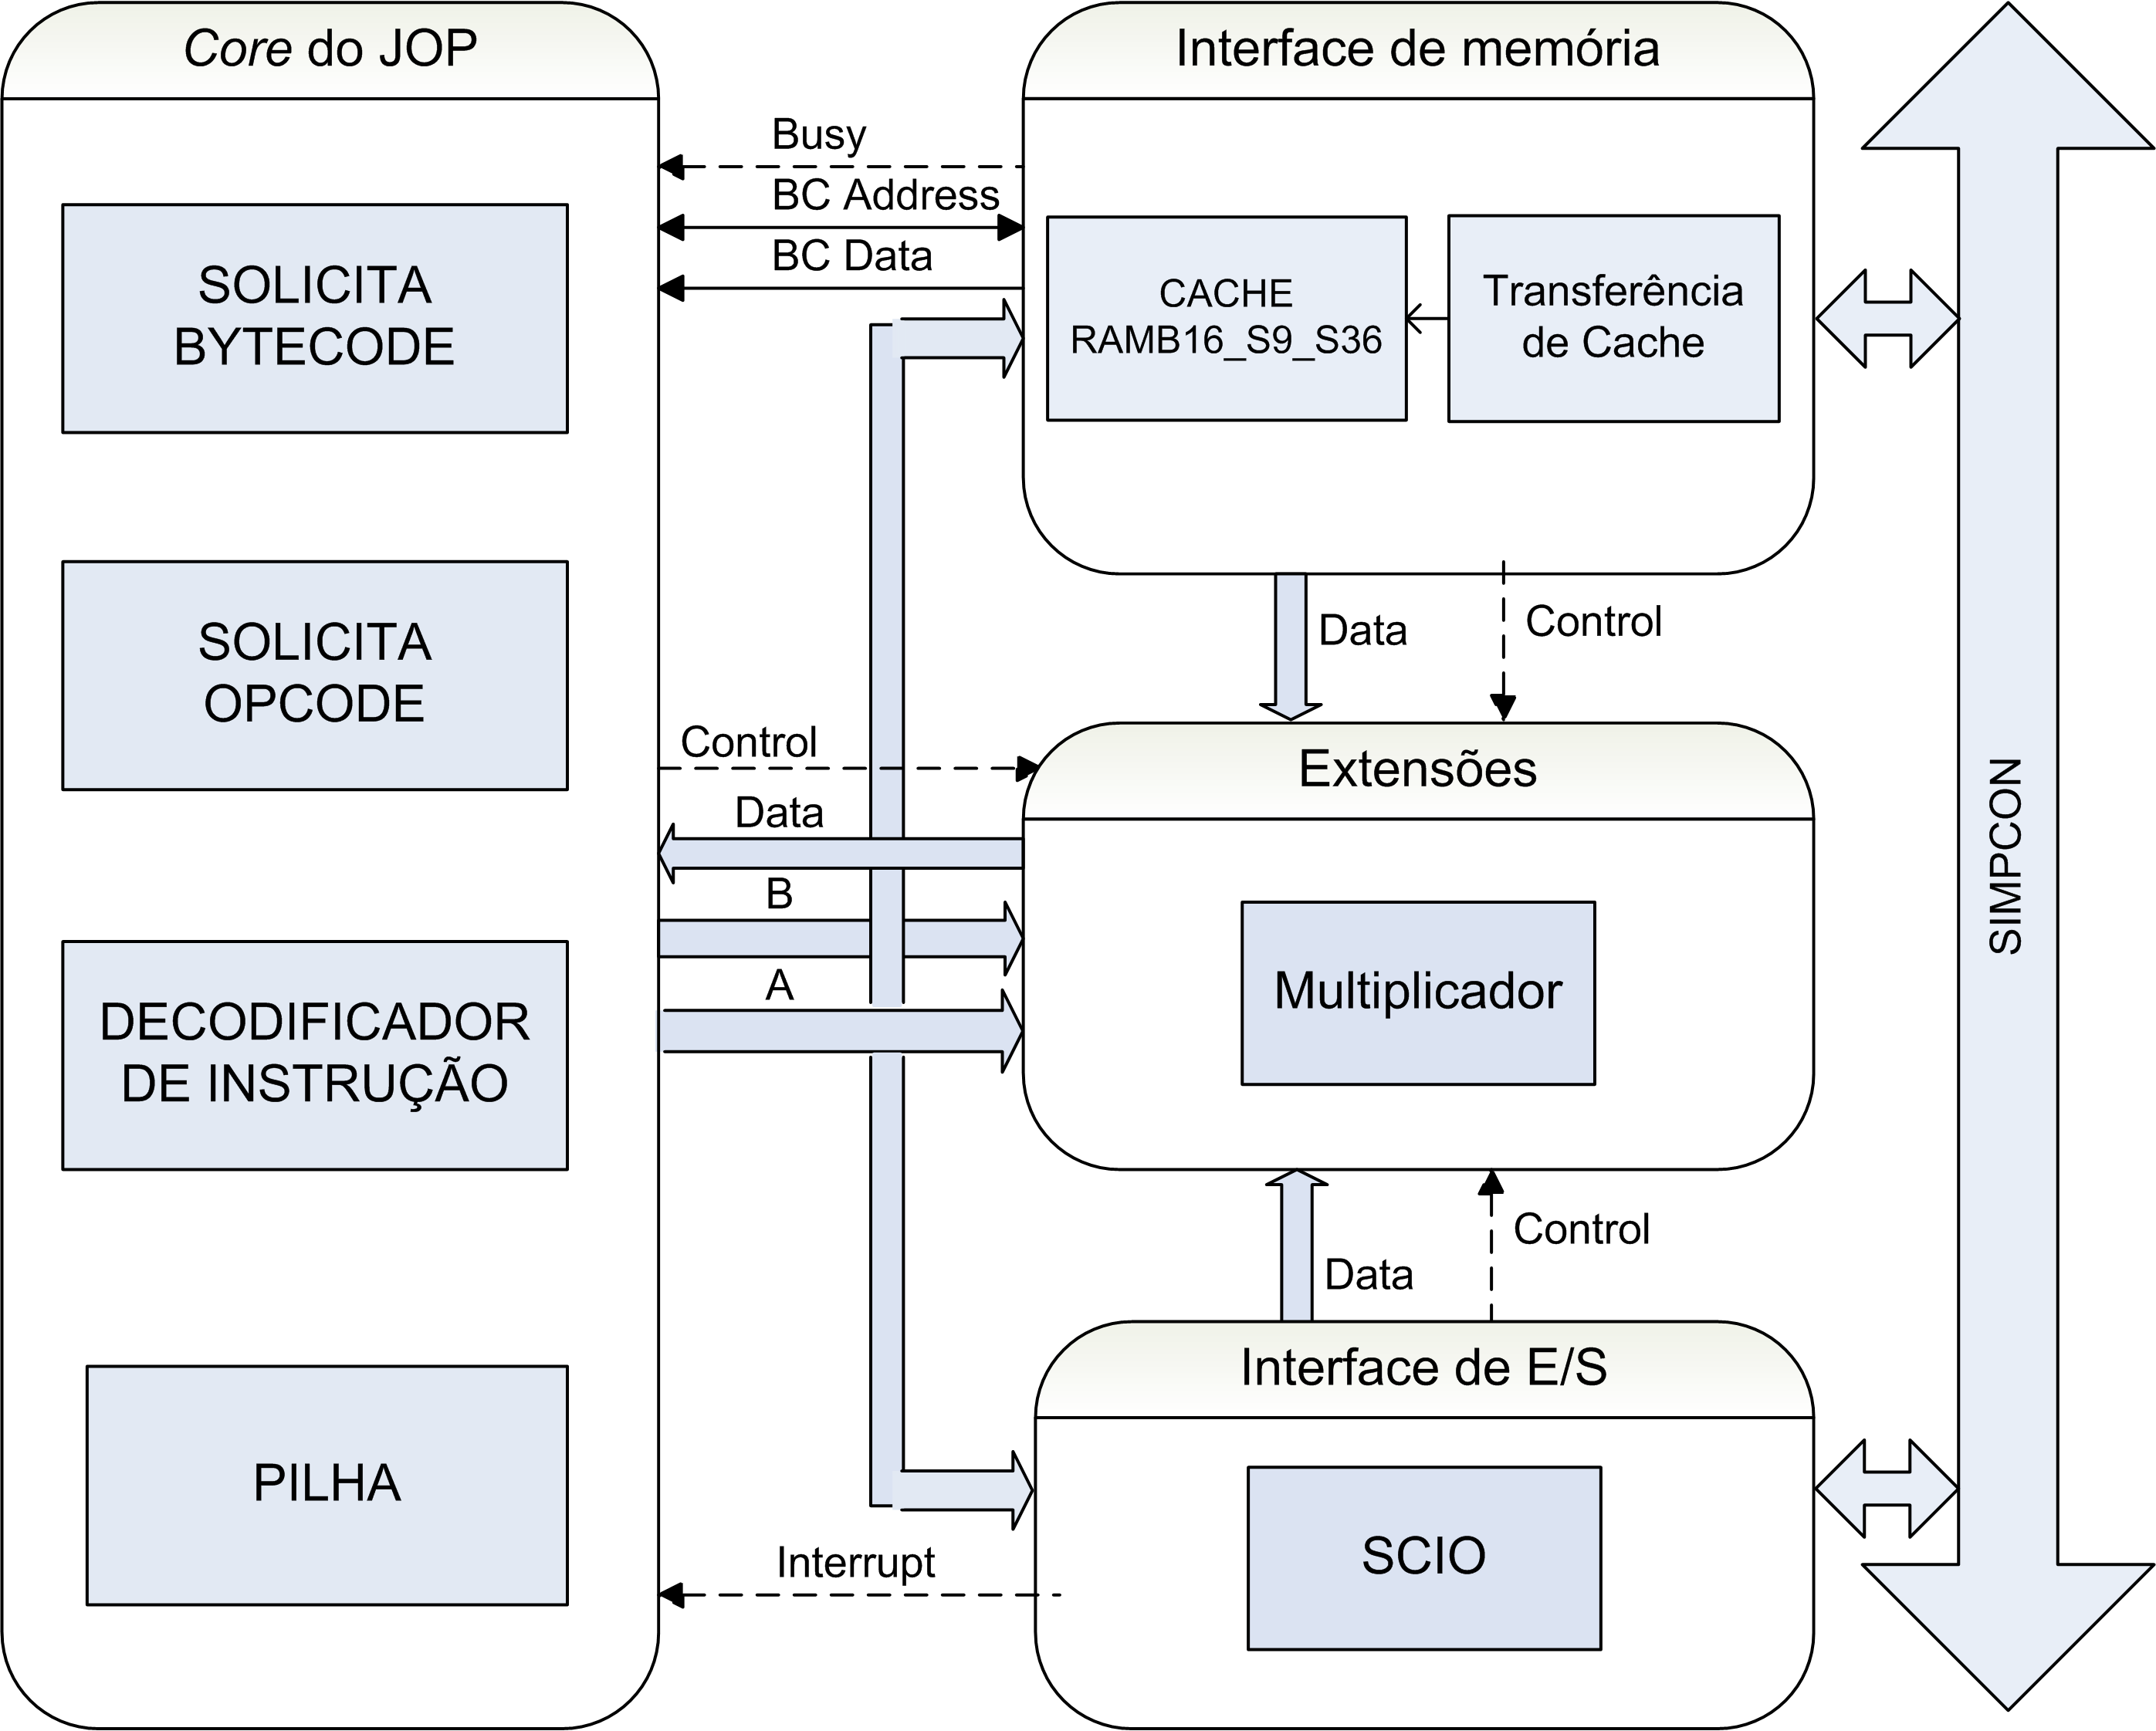 Core do JOP
SOLICITA
BYTECODE
SOLICITA
OPCODE
DECODIFICADOR
DE INSTRUÇÃO
PILHA
Busy
BC Address
BC Data
Control
Data
B
A
Interrupt
Interface de memória
CACHE
RAMB16_S9_S36
Transferência
de Cache
Data
Control
Extensões
Multiplicador
Control
Data
Interface de E/S
SCIO
SIMPCON